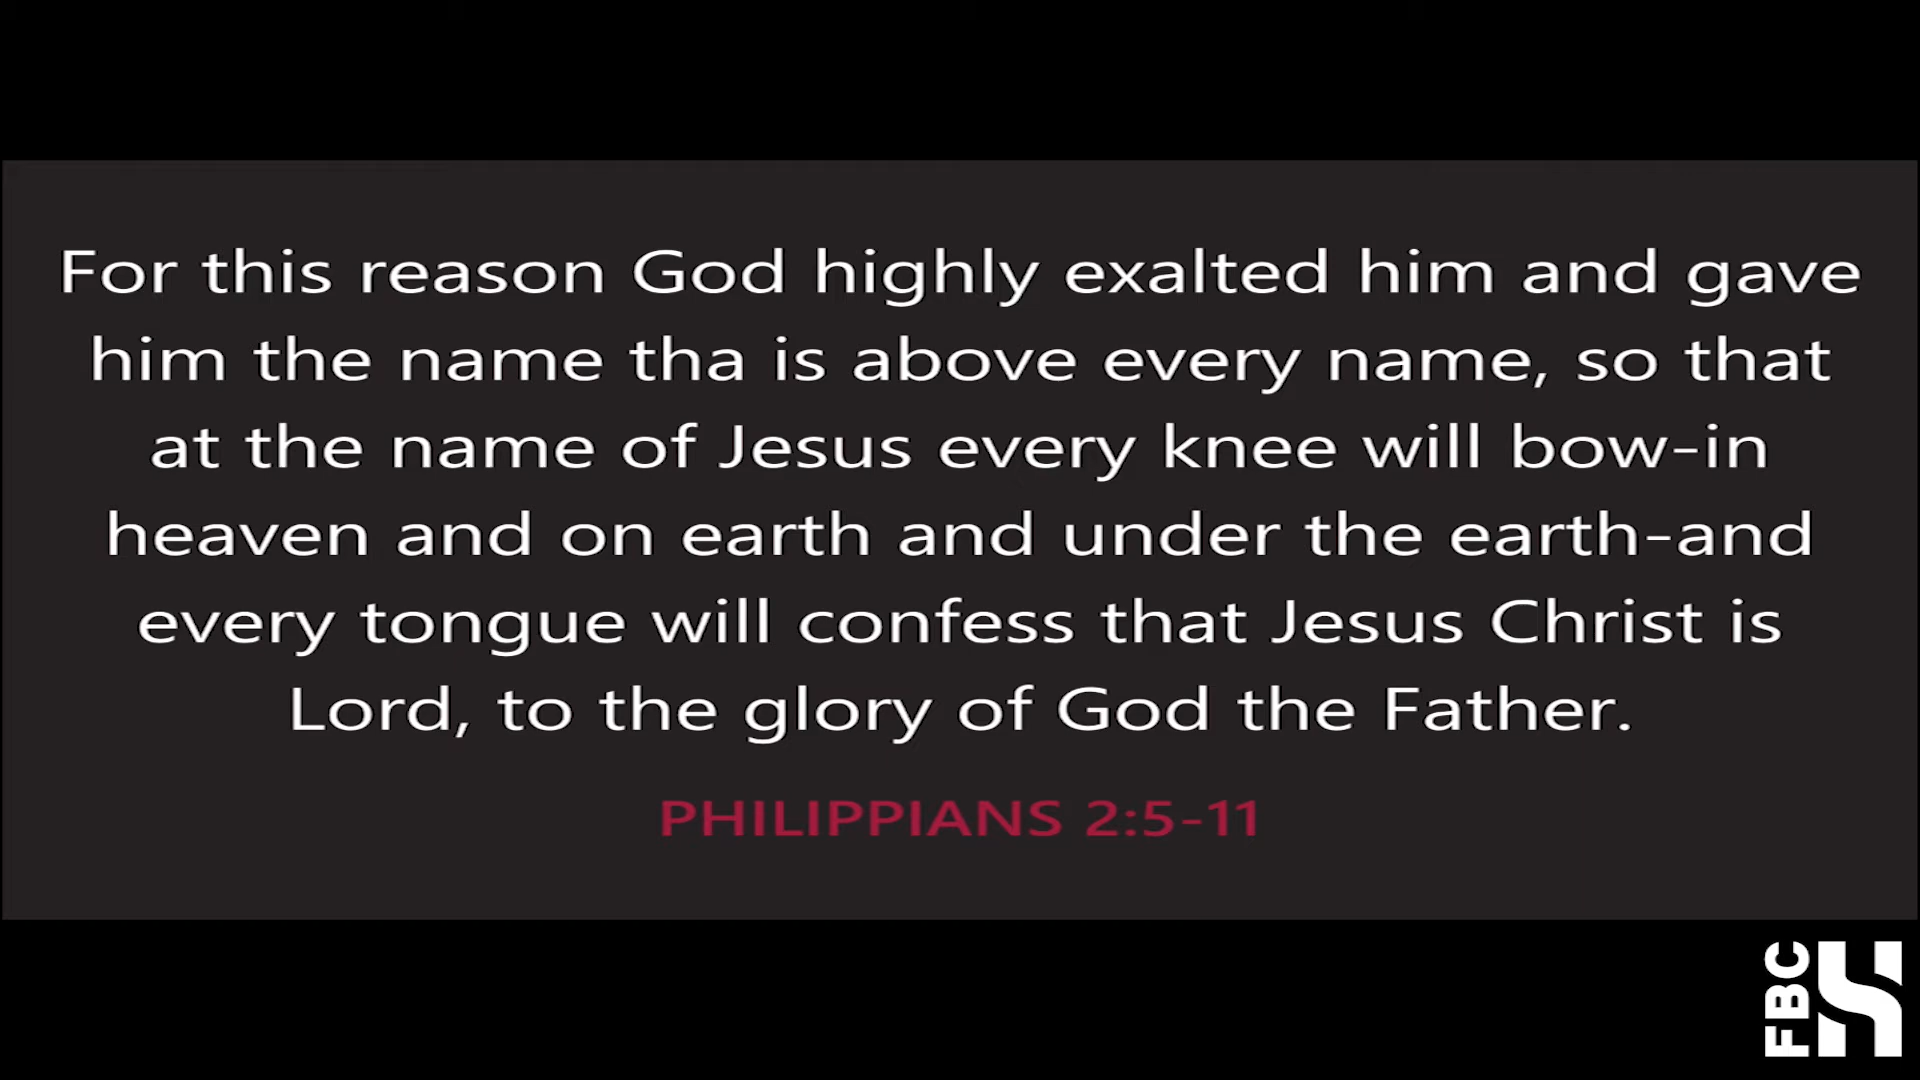 For this reason God highly exalted him and gave
him the name tha is above every name, so that
at the name of Jesus every knee will bow-in
heaven and on earth and under the earth-and
every tongue will confess that Jesus Christ is
Lord, to the glory of God the Father.
PHILIPPIANS 2:5-11
FBC